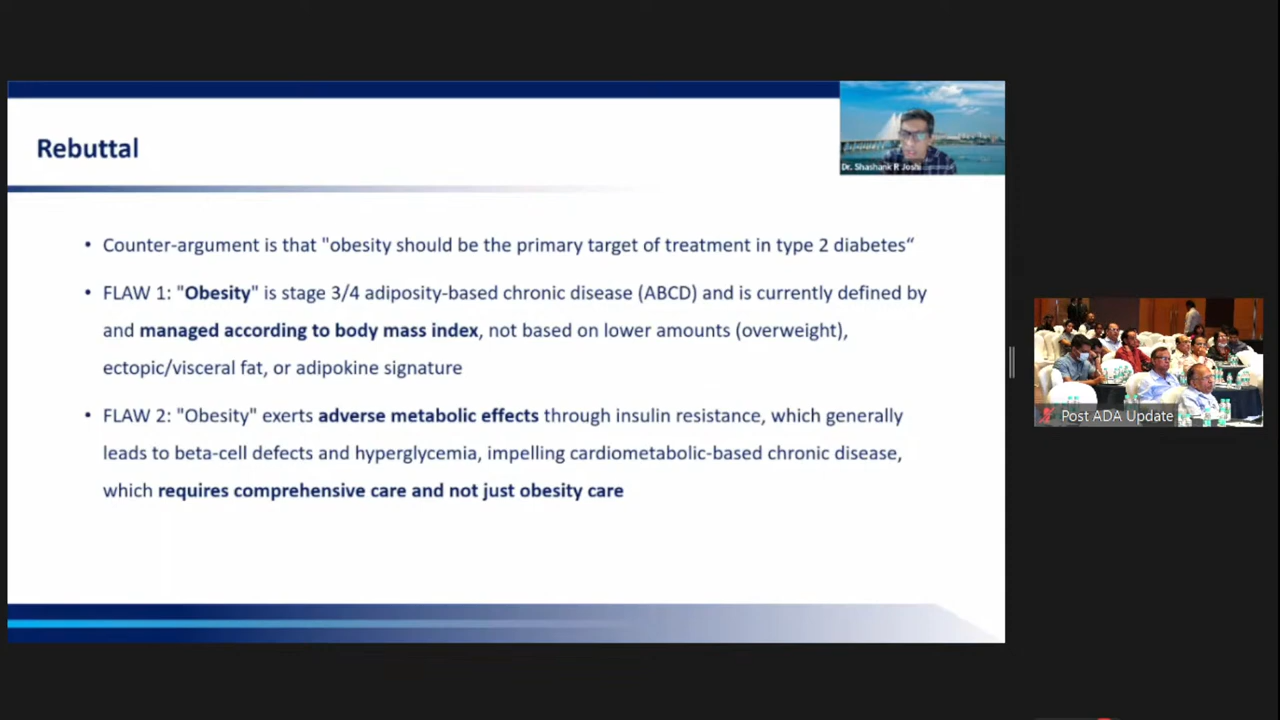 Rebuttal
Dr. Shashank R Joshi
• Counter-argument is that "obesity should be the primary target of treatment in type 2 diabetes“
• FLAW 1: "Obesity" is stage 3/4 adiposity-based chronic disease (ABCD) and is currently defined by
and managed according to body mass index, not based on lower amounts (overweight),
ectopic/visceral fat, or adipokine signature
• FLAW 2: "Obesity" exerts adverse metabolic effects through insulin resistance, which generally
leads to beta-cell defects and hyperglycemia, impelling cardiometabolic-based chronic disease,
which requires comprehensive care and not just obesity care
Post ADA Update